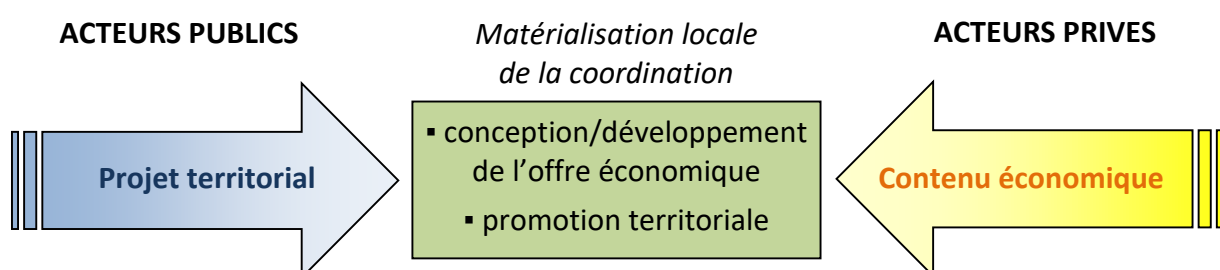 ACTEURS PUBLICS
Matérialisation locale
de la coordination
ACTEURS PRIVES
Projet territorial
▪ conception/développement
de l’offre économique
▪ promotion territoriale
Contenu économique